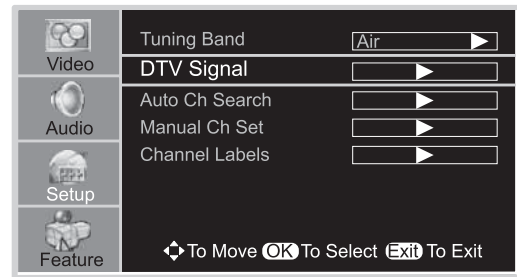 Video
Audio
Setup
Feature
Tuning Band Air
DTV Signal
Auto Ch Search
Manual Ch Set
Channel Labels
To Move OK To Select Exit To Exit